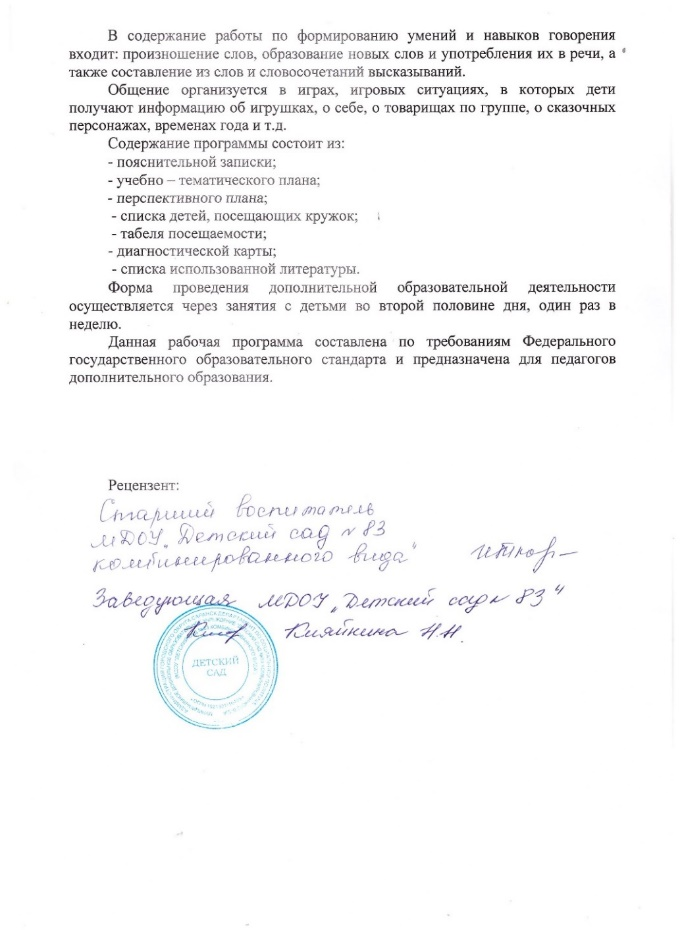 В содержание работы по формированию умений и навыков говорения
входит: произношение слов, образование новых слов и употребления их в речи, а
также составление из слов и словосочетаний высказываний.
Общение организуется в играх, игровых ситуациях, в которых дети
получают информацию об игрушках, о себе, о товарищах по группе, о сказочных
персонажах, временах года и т.д.
Содержание программы состоит из:
- пояснительной записки;
- учебно – тематического плана;
- перспективного плана;
- списка детей, посещающих кружок;
- табеля посещаемости;
- диагностической карты;
- списка использованной литературы.
Форма проведения дополнительной образовательной деятельности
осуществляется через занятия с детьми во второй половине дня, один раз в
неделю.
Данная рабочая программа составлена по требованиям Федерального
государственного образовательного стандарта и предназначена для педагогов
дополнительного образования.
Рецензент:
Старший воспитатель
МДОУ „Детский сад №83
комбинированного вида"
Заведующая МДОУ „Детский сад № 83"
Кияйкина Н.Н.
ДЕТСКИЙ
САД